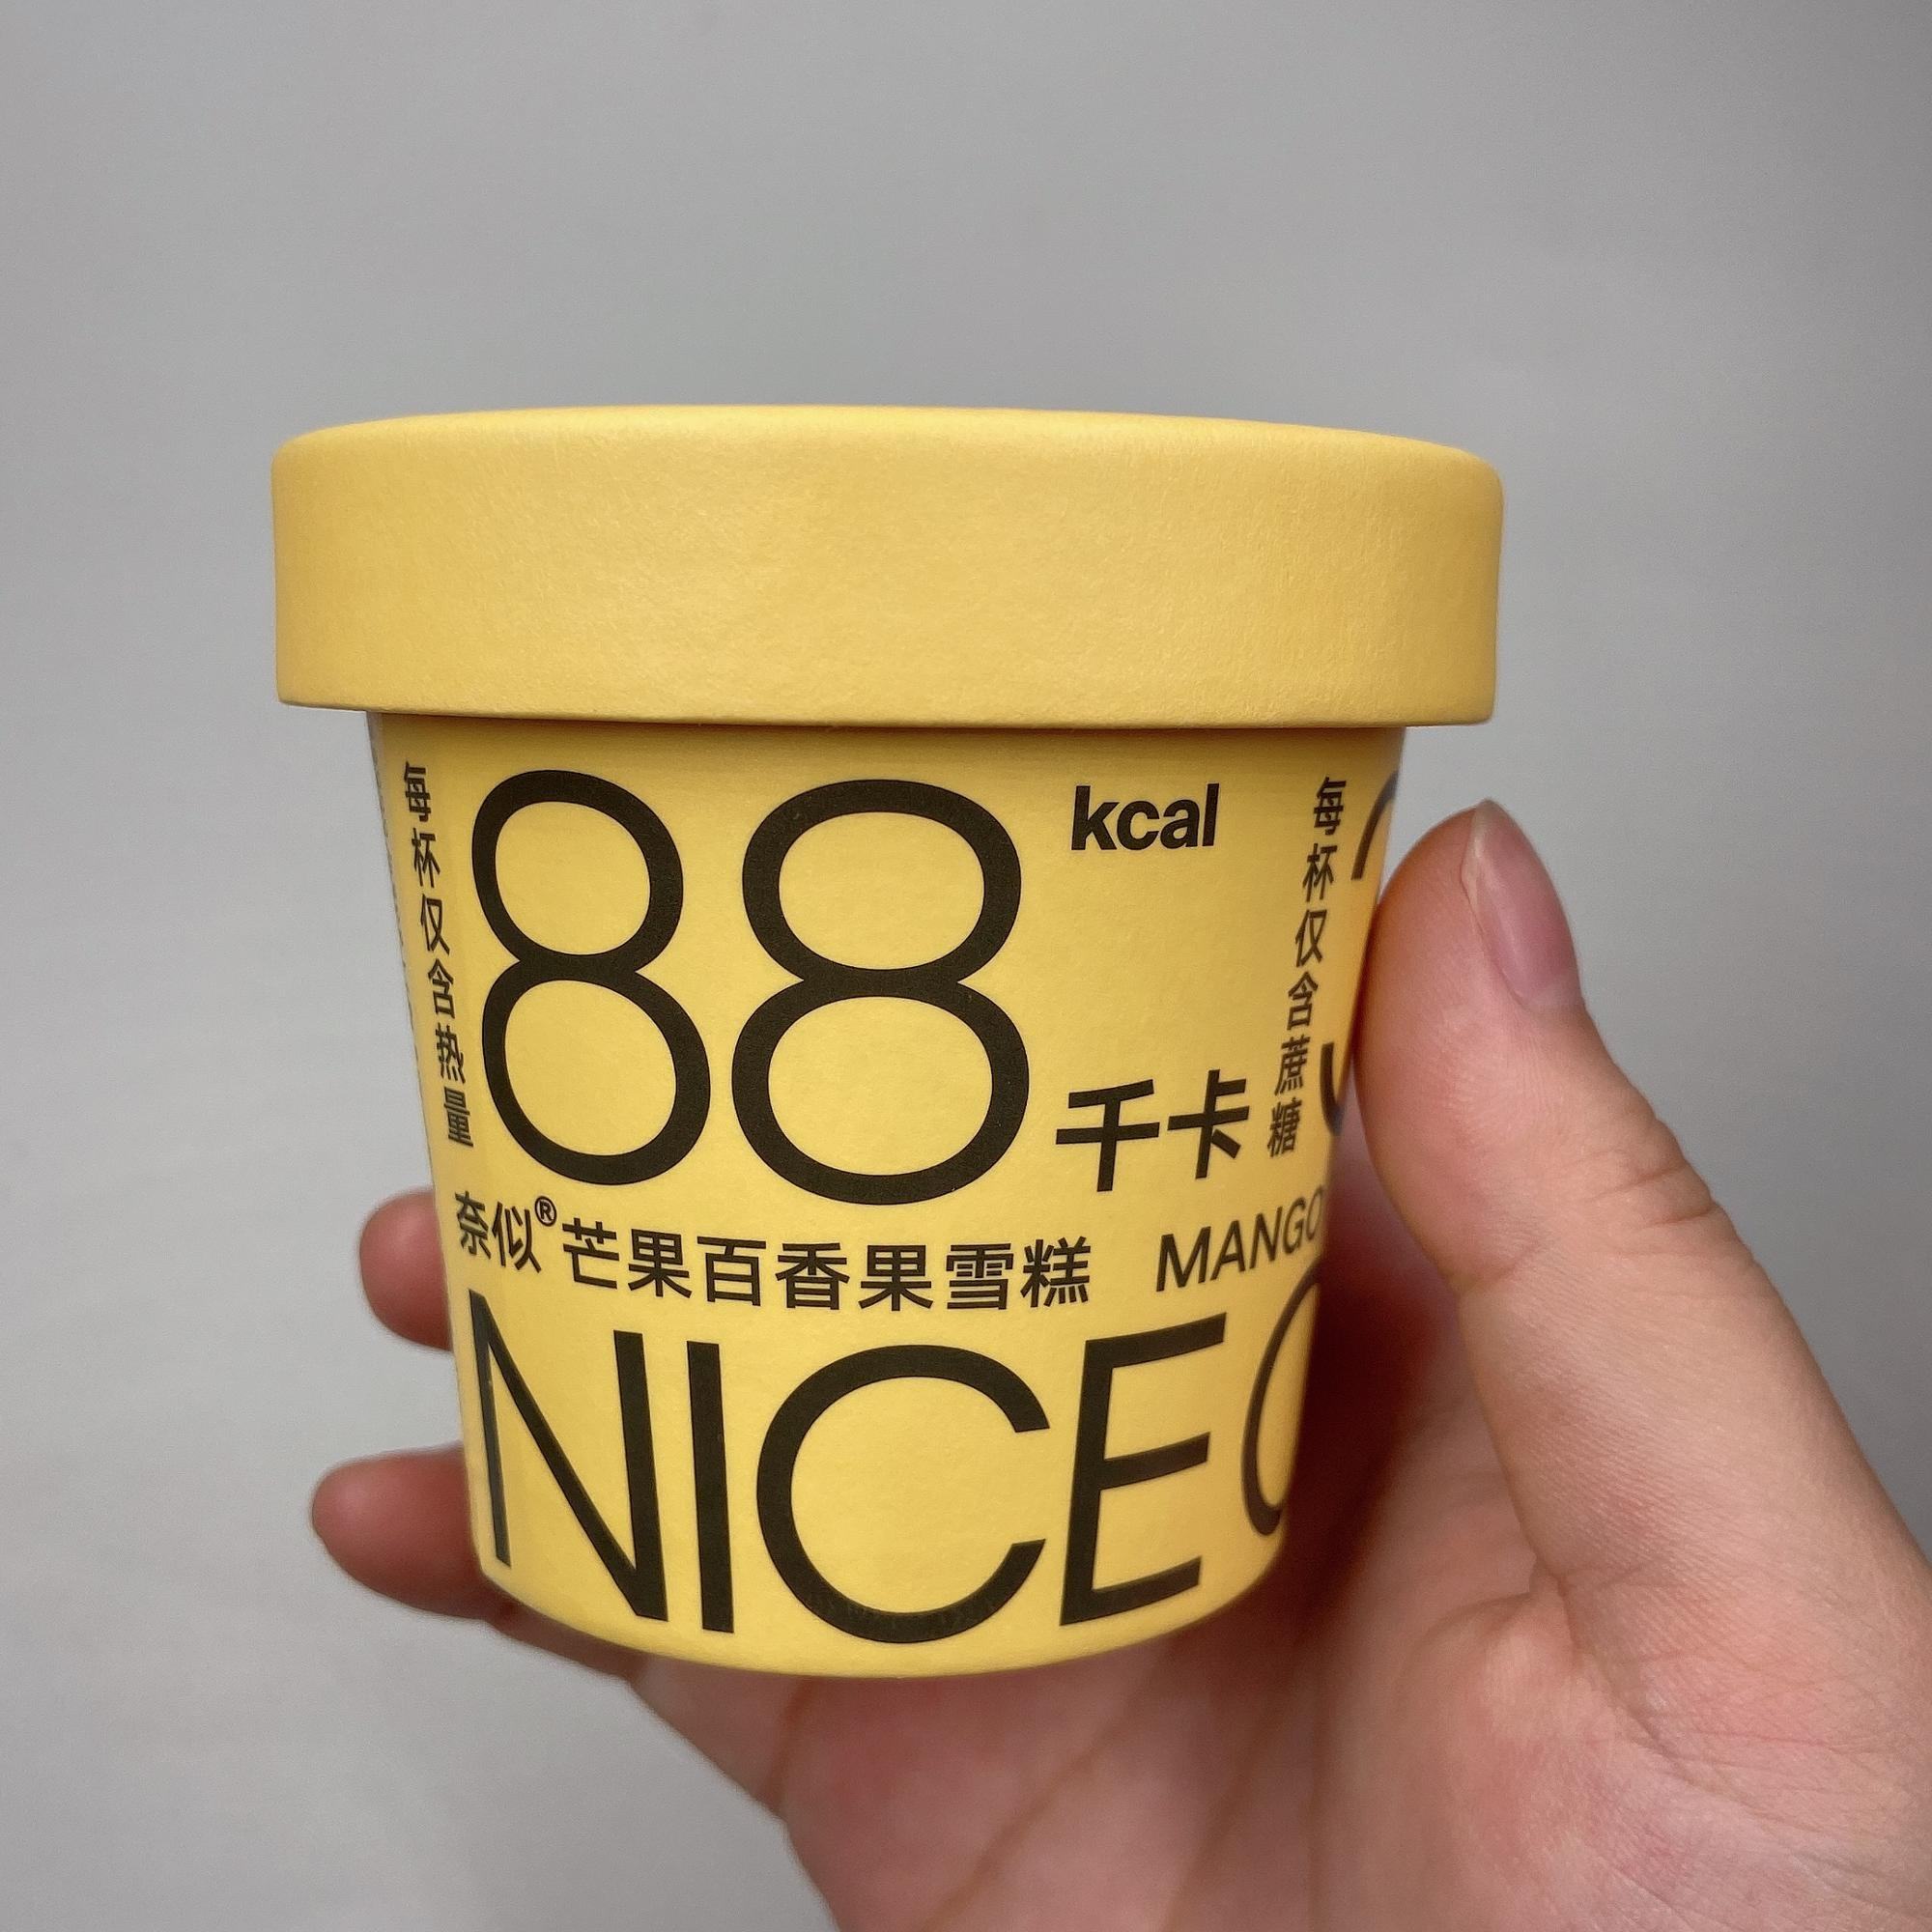 每杯仅含热量
88 kcal
千卡
每杯仅含蔗糖
奈似®芒果百香果雪糕 MANGO
NICE